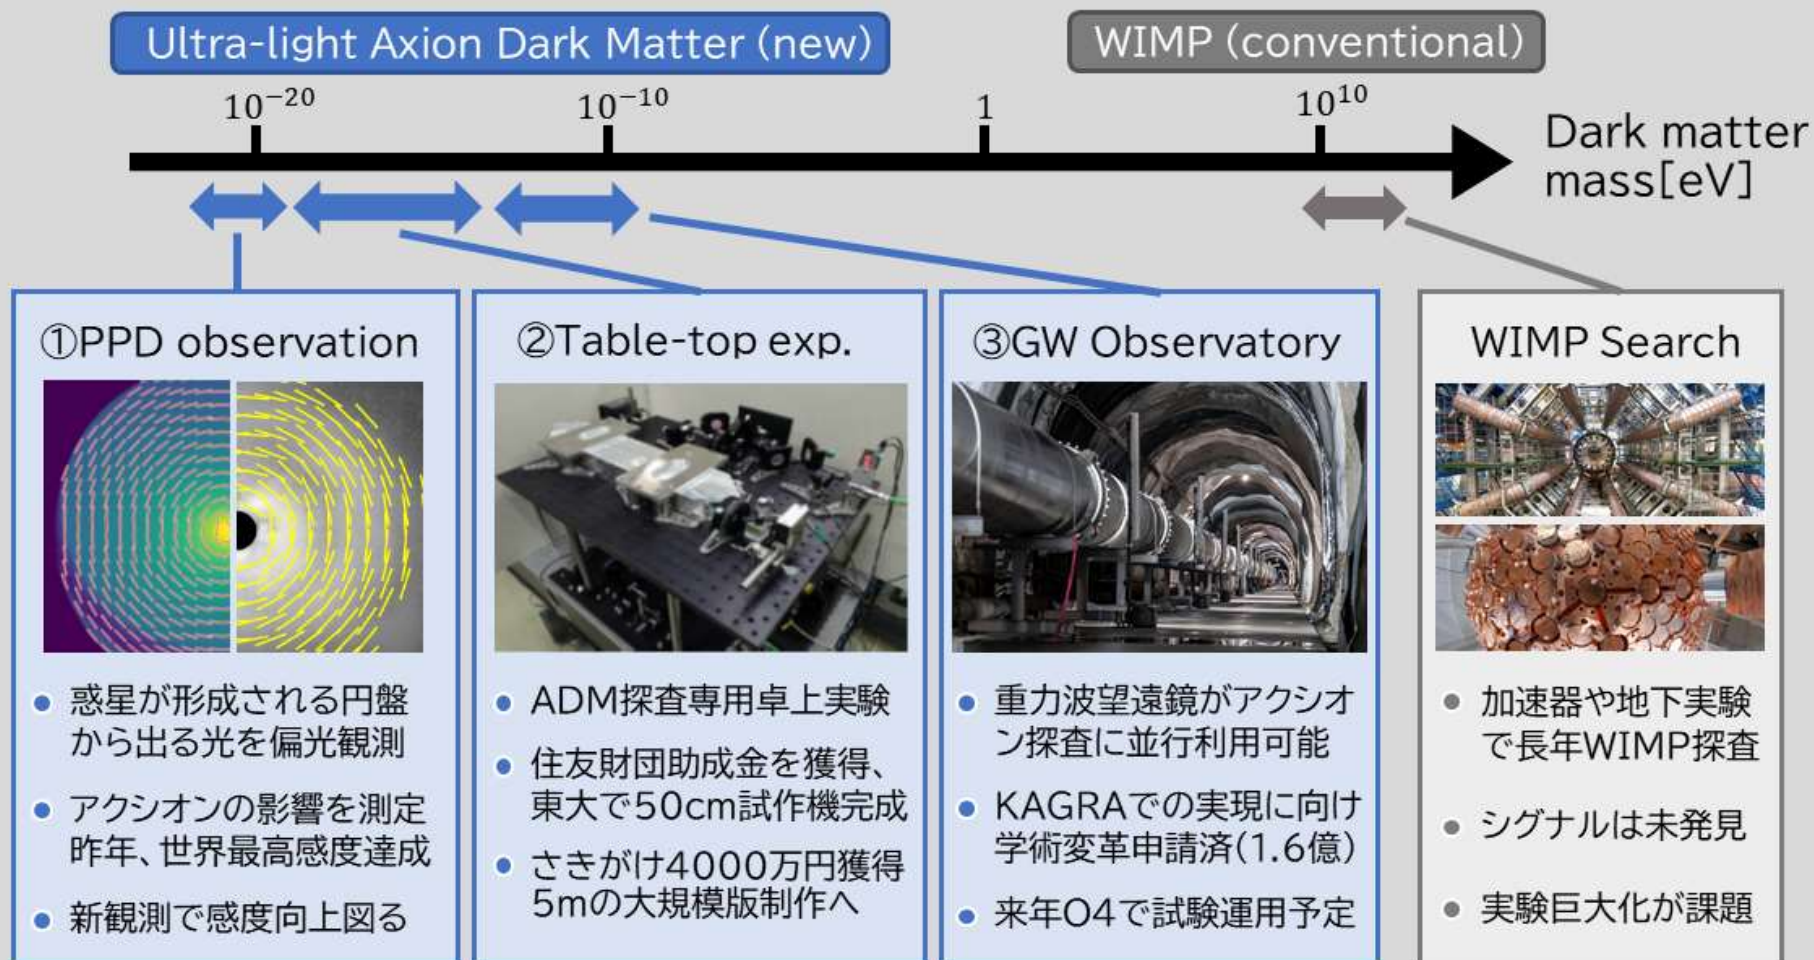 Ultra-light Axion Dark Matter (new)
WIMP (conventional)
10⁻²⁰
10⁻¹⁰
1
10¹⁰
Dark matter
mass[eV]
①PPD observation
惑星が形成される円盤
から出る光を偏光観測
アクシオンの影響を測定
昨年、世界最高感度達成
新観測で感度向上図る
②Table-top exp.
ADM探査専用卓上実験
住友財団助成金を獲得、
東大で50cm試作機完成
さきがけ4000万円獲得
5mの大規模版制作へ
③GW Observatory
重力波望遠鏡がアクシオ
ン探査に並行利用可能
KAGRAでの実現に向け
学術変革申請済(1.6億)
来年O4で試験運用予定
WIMP Search
加速器や地下実験
で長年WIMP探査
シグナルは未発見
実験巨大化が課題